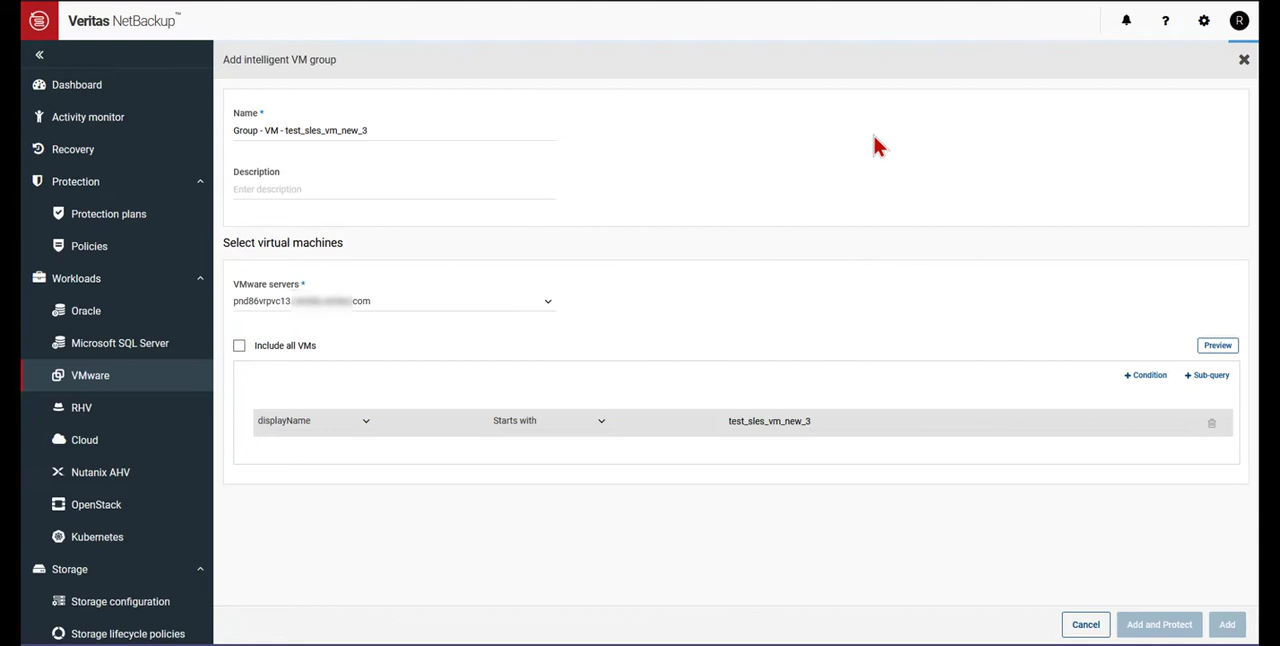 Veritas NetBackup™
R
Add intelligent VM group
Dashboard
Activity monitor
Recovery
Protection
Protection plans
Policies
Workloads
Oracle
Microsoft SQL Server
VMware
RHV
Cloud
Nutanix AHV
OpenStack
Kubernetes
Storage
Storage configuration
Storage lifecycle policies
Name *
Group - VM - test_sles_vm_new_3
Description
Enter description
Select virtual machines
VMware servers *
pnd86vrpvc13 com
Include all VMs
Preview
+ Condition + Sub-query
displayName Starts with test_sles_vm_new_3
Cancel Add and Protect Add